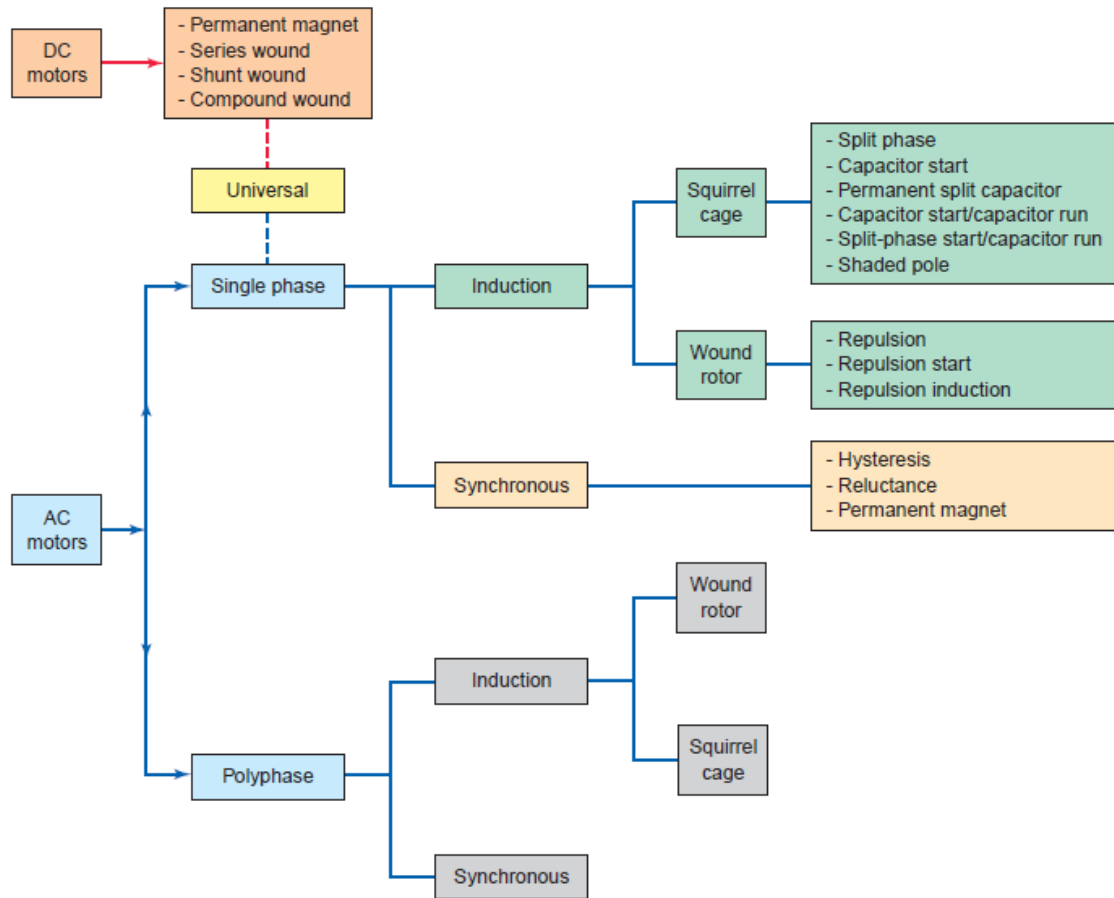 DC
motors
- Permanent magnet
- Series wound
- Shunt wound
- Compound wound
Universal
Single phase
Induction
Squirrel
cage
- Split phase
- Capacitor start
- Permanent split capacitor
- Capacitor start/capacitor run
- Split-phase start/capacitor run
- Shaded pole
Wound
rotor
- Repulsion
- Repulsion start
- Repulsion induction
Synchronous
- Hysteresis
- Reluctance
- Permanent magnet
AC
motors
Polyphase
Induction
Wound
rotor
Squirrel
cage
Synchronous